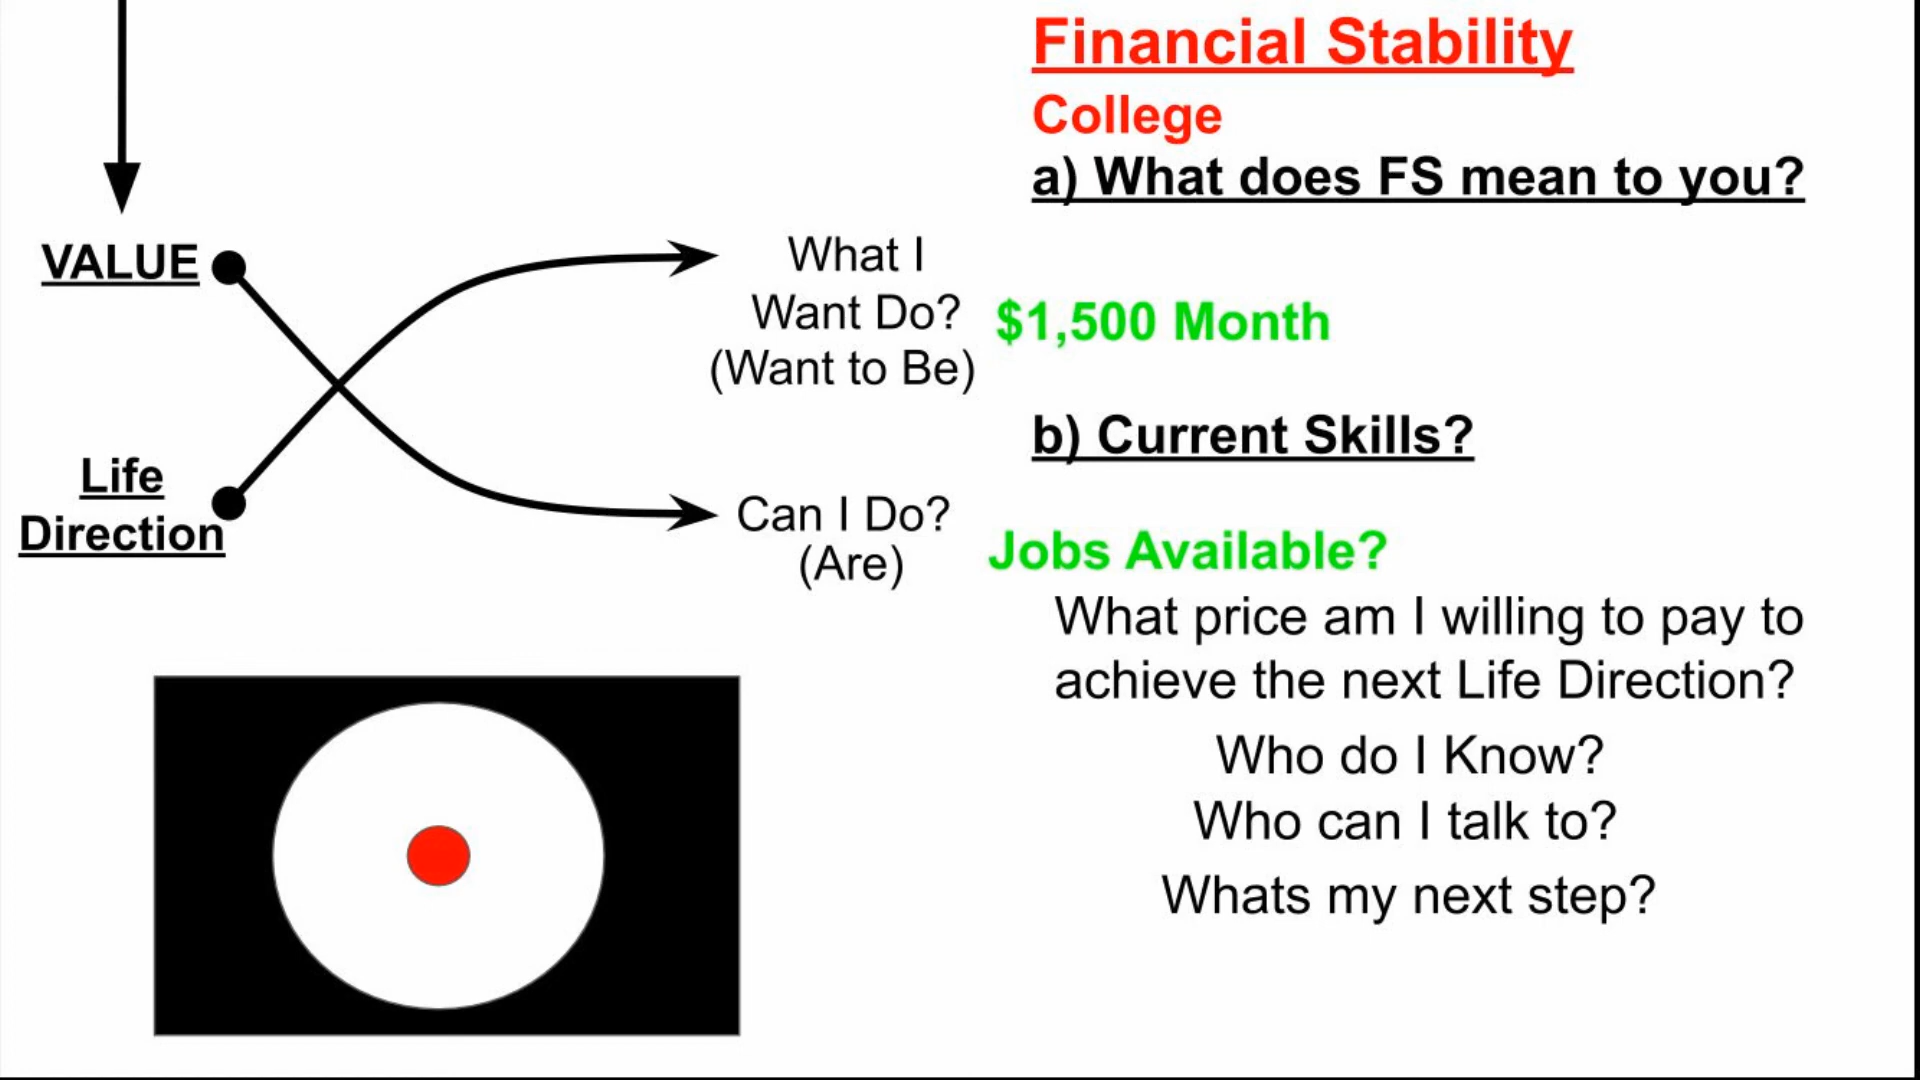 Financial Stability
College
a) What does FS mean to you?
VALUE
What I
Want Do?
(Want to Be)
$1,500 Month
b) Current Skills?
Life
Direction
Can I Do?
(Are)
Jobs Available?
What price am I willing to pay to
achieve the next Life Direction?
Who do I Know?
Who can I talk to?
Whats my next step?